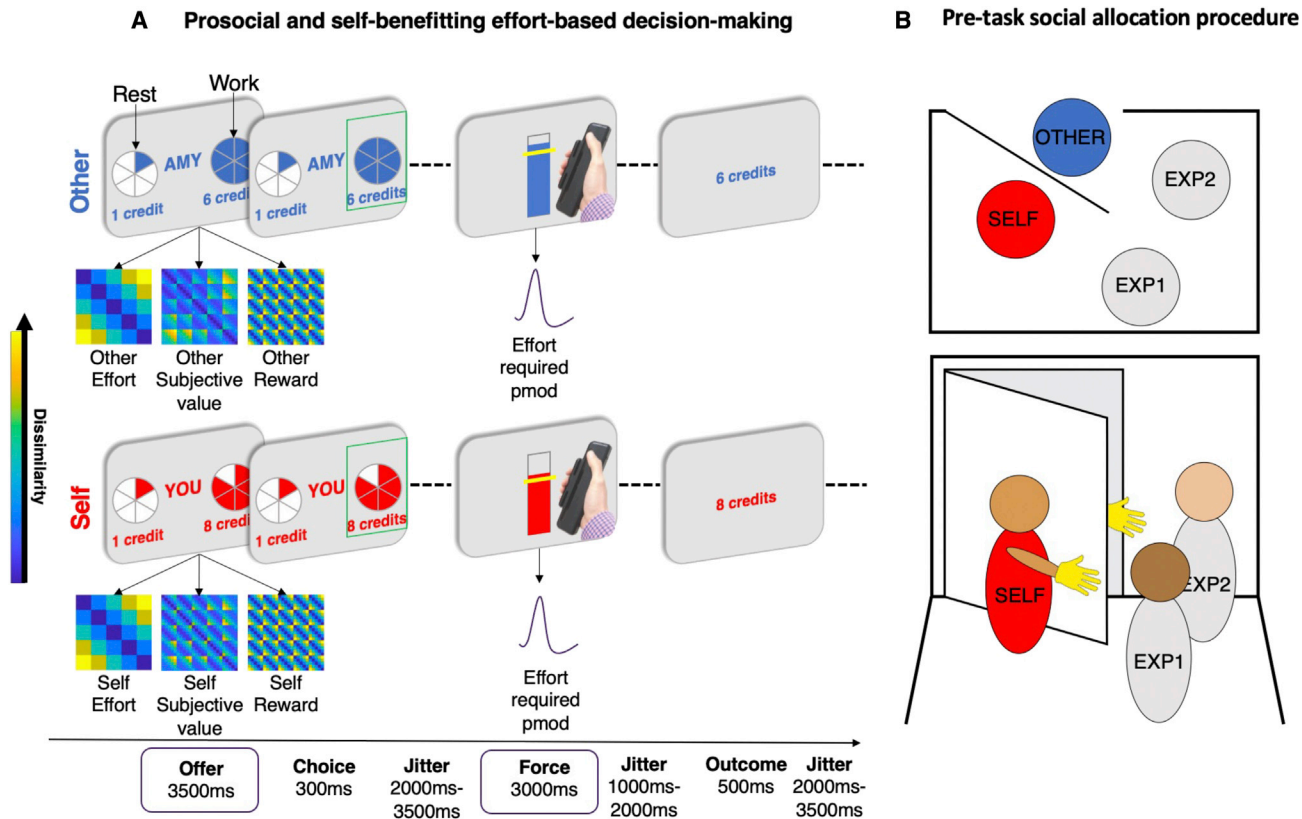 A Prosocial and self-benefitting effort-based decision-making
Rest
Work
Other
AMY
1 credit
6 credi
AMY
1 credit
6 credits
6 credits
Other
Effort
Other
Subjective
value
Other
Reward
Effort
required
pmod
Dissimilarity
Self
YOU
1 credit
8 credi
YOU
1 credit
8 credits
8 credits
Self
Effort
Self
Subjective
value
Self
Reward
Effort
required
pmod
Offer
3500ms
Choice
300ms
Jitter
2000ms-
3500ms
Force
3000ms
Jitter
1000ms-
2000ms
Outcome
500ms
Jitter
2000ms-
3500ms
B Pre-task social allocation procedure
OTHER
EXP2
SELF
EXP1
SELF
EXP2
EXP1